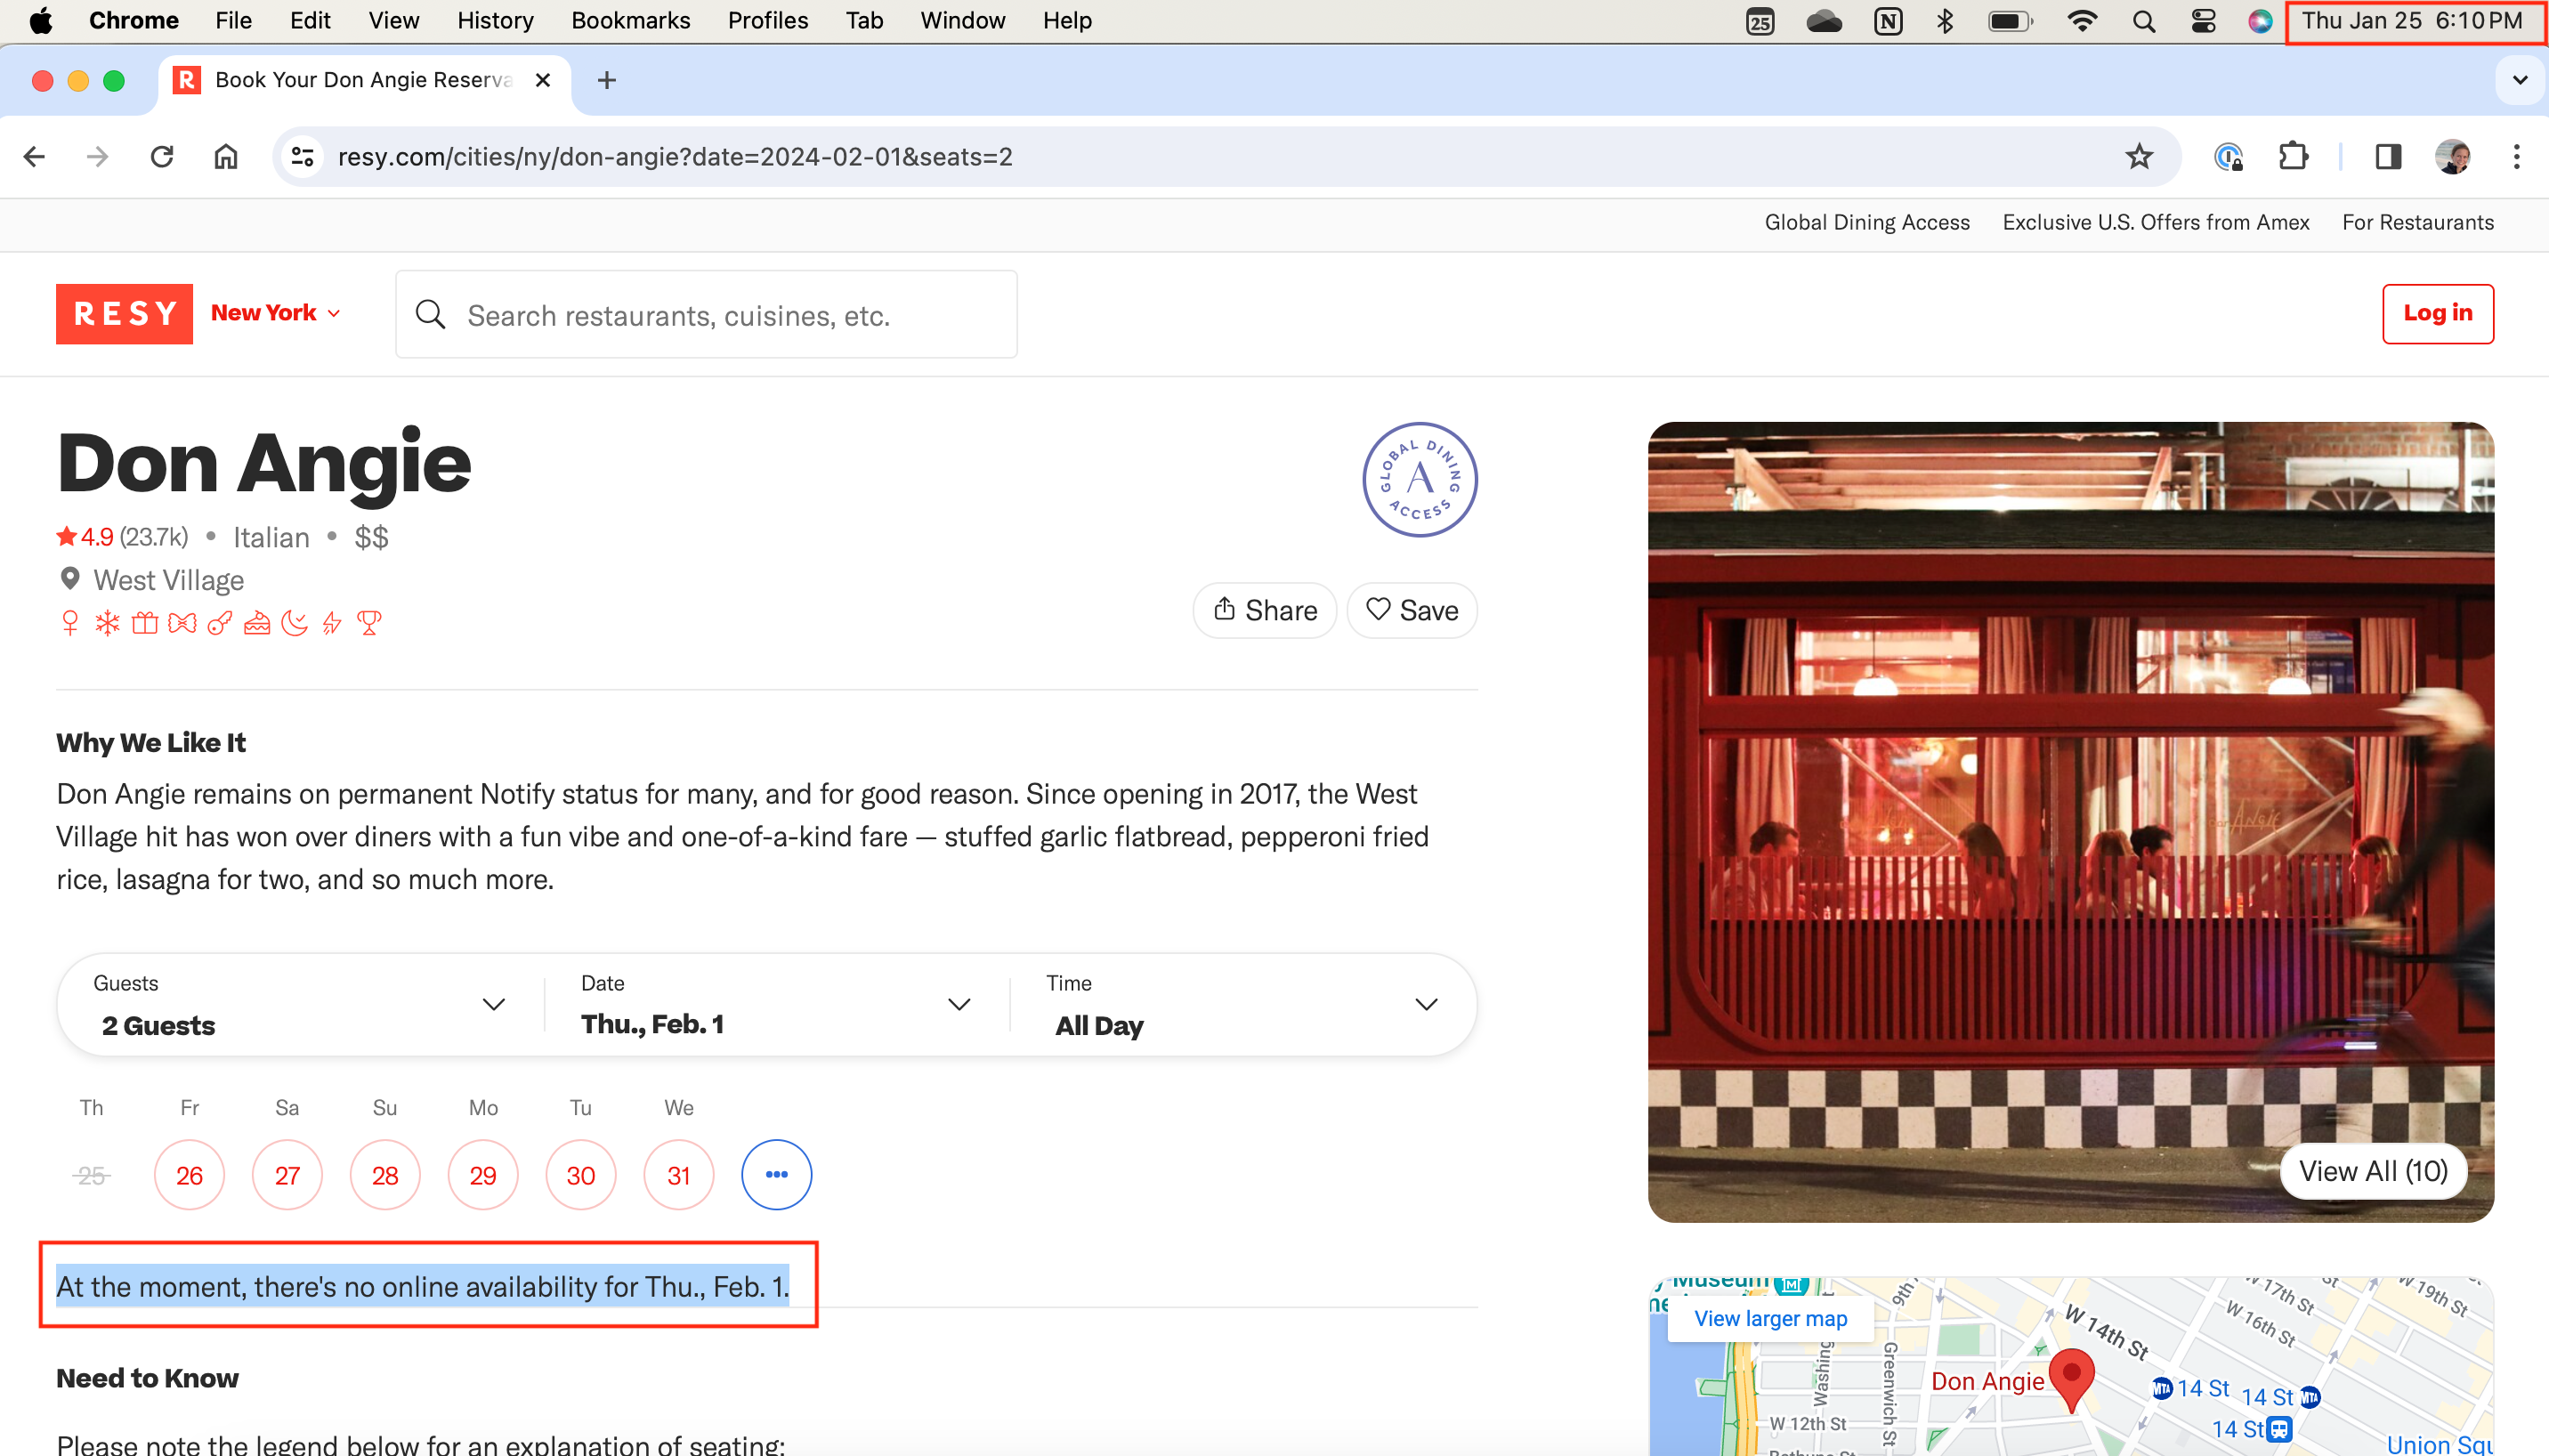 Chrome File Edit View History Bookmarks Profiles Tab Window Help
25 N Thu Jan 25 6:10 PM
R Book Your Don Angie Reserva
resy.com/cities/ny/don-angie?date=2024-02-01&seats=2
Global Dining Access Exclusive U.S. Offers from Amex For Restaurants
RESY New York Search restaurants, cuisines, etc. Log in
Don Angie
GLOBAL DINING ACCESS A
4.9 (23.7k) • Italian • $$
West Village
Share Save
Why We Like It
Don Angie remains on permanent Notify status for many, and for good reason. Since opening in 2017, the West
Village hit has won over diners with a fun vibe and one-of-a-kind fare — stuffed garlic flatbread, pepperoni fried
rice, lasagna for two, and so much more.
Guests Date Time
2 Guests Thu., Feb. 1 All Day
Th Fr Sa Su Mo Tu We
25 26 27 28 29 30 31 •••
View All (10)
At the moment, there's no online availability for Thu., Feb. 1.
Need to Know
Please note the legend below for an explanation of seating:
View larger map
9th
W 14th St
W 16th St
W 17th St
W 19th St
Greenwich St
Don Angie
MTA 14 St
14 St MTA
14 St
W 12th St